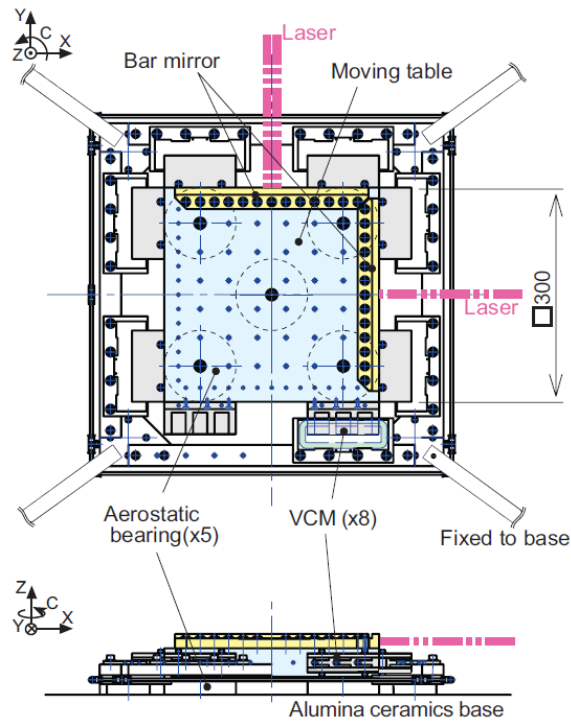 Y
C
Z
X
Laser
Bar mirror
Moving table
Laser
□300
Aerostatic
bearing(x5)
VCM (x8)
Fixed to base
Z
C
Y
X
Alumina ceramics base